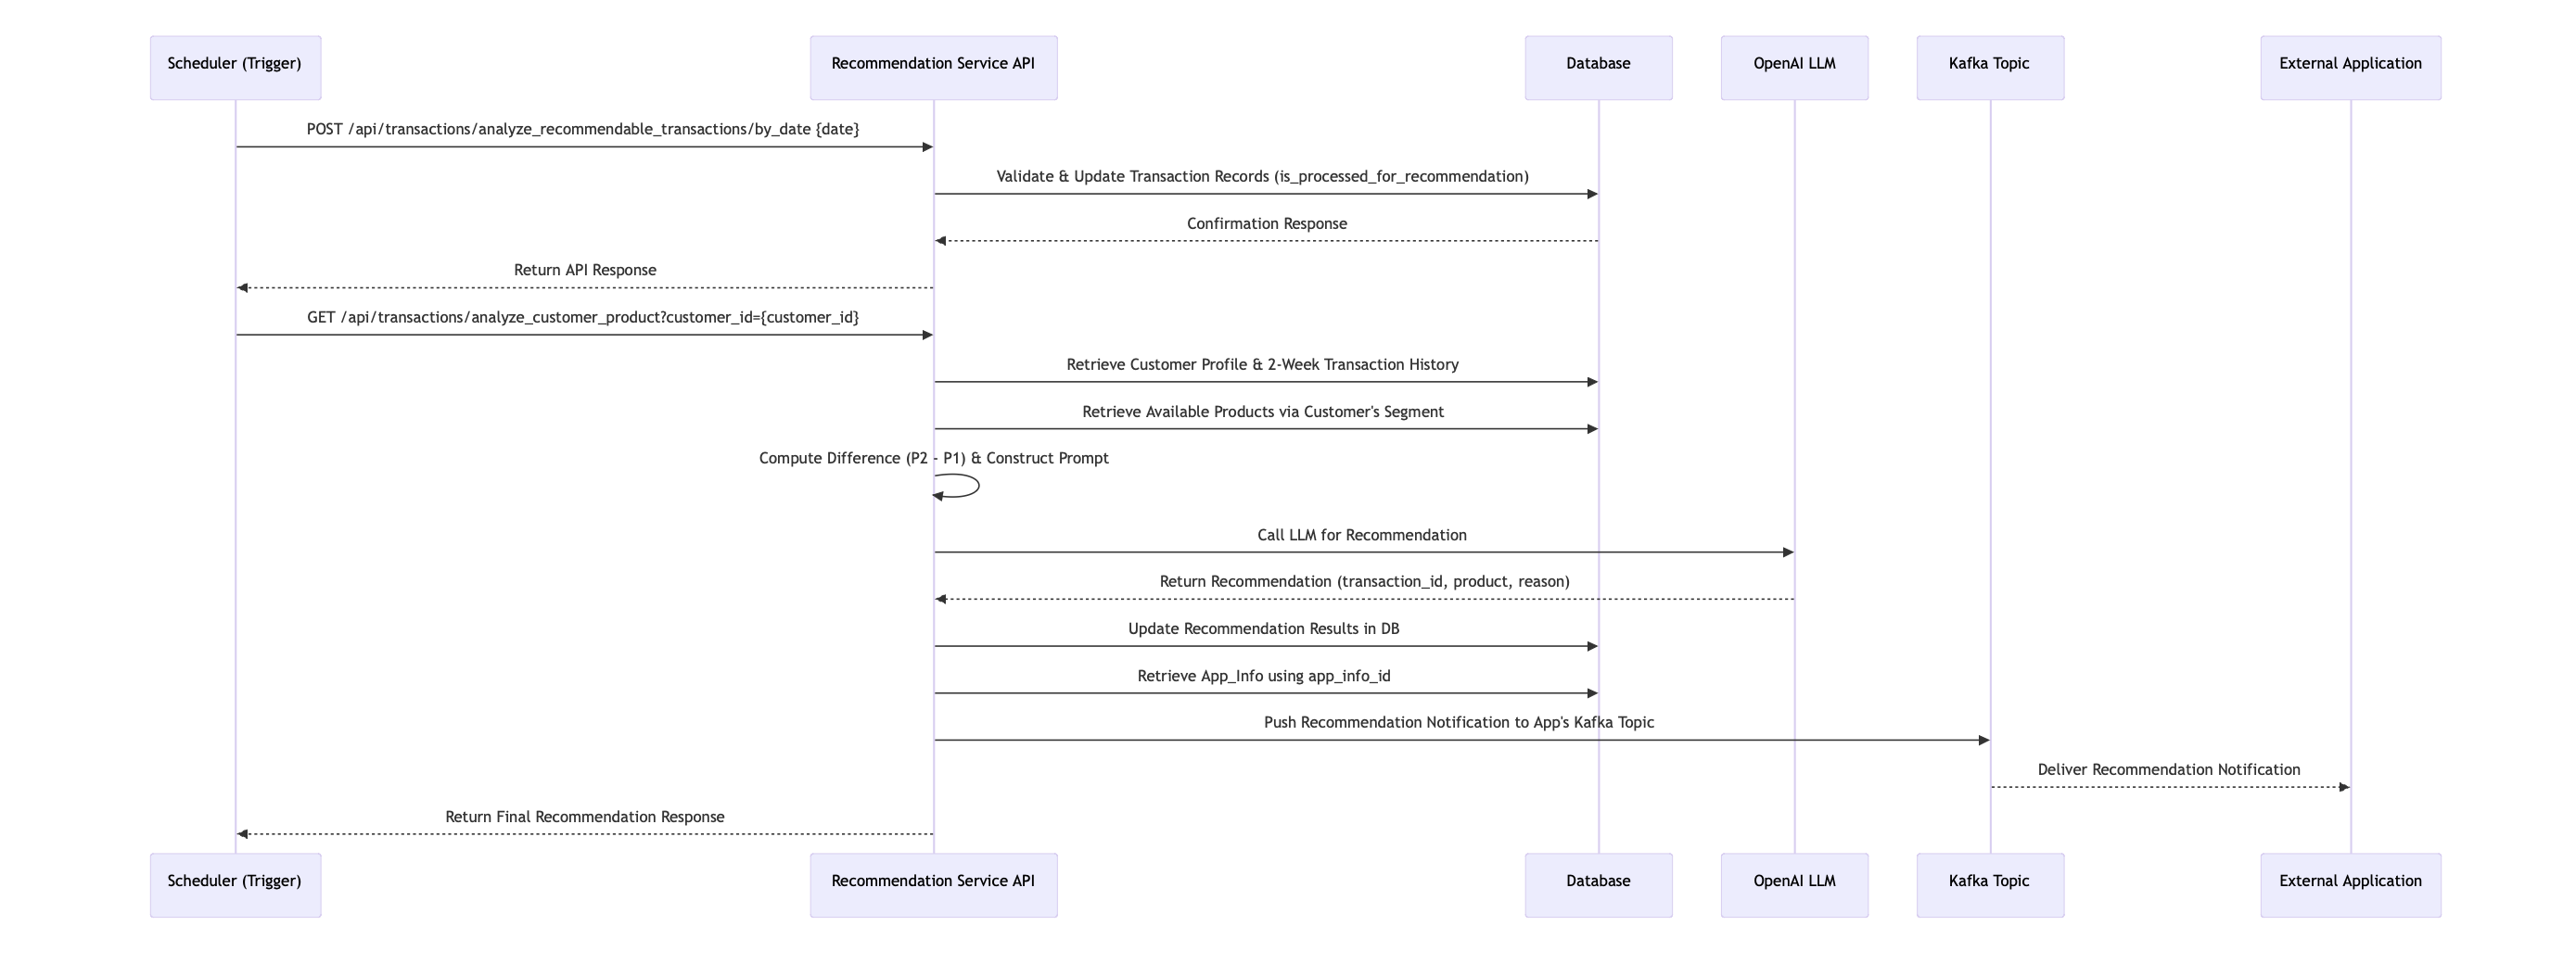 Scheduler (Trigger)
Recommendation Service API
Database
OpenAI LLM
Kafka Topic
External Application
POST /api/transactions/analyze_recommendable_transactions/by_date {date}
Validate & Update Transaction Records (is_processed_for_recommendation)
Confirmation Response
Return API Response
GET /api/transactions/analyze_customer_product?customer_id={customer_id}
Retrieve Customer Profile & 2-Week Transaction History
Retrieve Available Products via Customer's Segment
Compute Difference (P2 - P1) & Construct Prompt
Call LLM for Recommendation
Return Recommendation (transaction_id, product, reason)
Update Recommendation Results in DB
Retrieve App_Info using app_info_id
Push Recommendation Notification to App's Kafka Topic
Deliver Recommendation Notification
Return Final Recommendation Response
Scheduler (Trigger)
Recommendation Service API
Database
OpenAI LLM
Kafka Topic
External Application